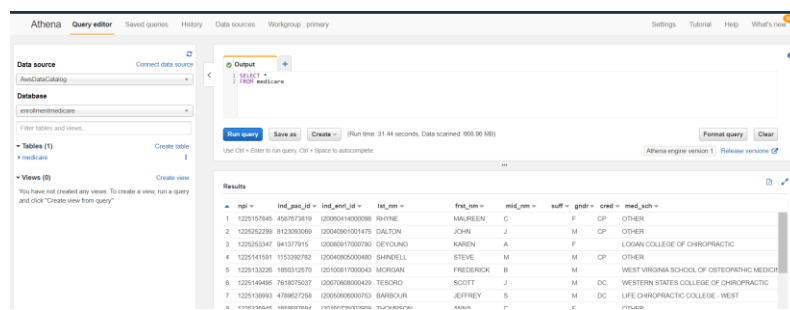 Athena Query editor Saved queries History Data sources Workgroup : primary Settings Tutorial Help What's new
Data source Connect data source
AwsDataCatalog
Database
enrollmentmedicare
Filter tables and views...
Tables (1) Create table
medicare
Views (0) Create view
You have not created any views. To create a view, run a query
and click "Create view from query"
Output
1 SELECT *
2 FROM medicare
Run query Save as Create (Run time: 31.44 seconds, Data scanned: 668.96 MB) Format query Clear
Use Ctrl + Enter to run query, Ctrl + Space to autocomplete Athena engine version 1 Release versions
Results
npi ind_pac_id ind_enrl_id lst_nm frst_nm mid_nm suff gndr cred med_sch
1 1225157845 4587673819 I20060414000098 RHYNE MAUREEN C F CP OTHER
2 1225252299 8123093069 I20040901001475 DALTON JOHN J M CP OTHER
3 1225253347 941377915 I20080917000780 DEYOUNG KAREN A F LOGAN COLLEGE OF CHIROPRACTIC
4 1225141591 1153392782 I20040805000480 SHINDELL STEVE M M CP OTHER
5 1225133226 1850312570 I20100817000043 MORGAN FREDERICK B M WEST VIRGINIA SCHOOL OF OSTEOPATHIC MEDICIN
6 1225149495 7618075037 I20070608000429 TESORO SCOTT J M DC WESTERN STATES COLLEGE OF CHIROPRACTIC
7 1225138993 4789627258 I20050606000753 BARBOUR JEFFREY S M DC LIFE CHIROPRACTIC COLLEGE - WEST
8 THOMPSON ANNA C F OTHER